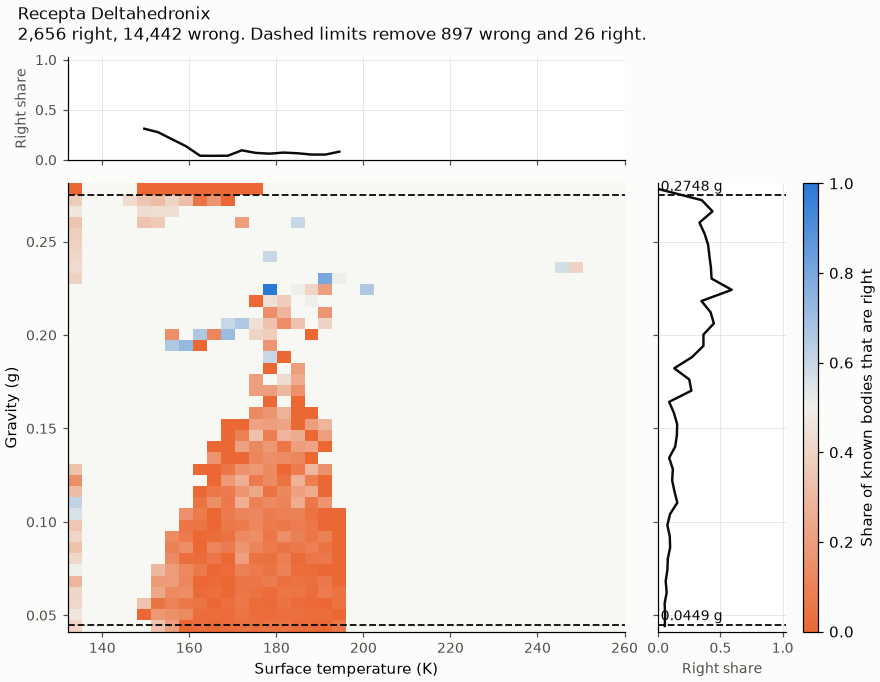 Recepta Deltahedronix
2,656 right, 14,442 wrong. Dashed limits remove 897 wrong and 26 right.
Right share
1.0
0.5
0.0
Gravity (g)
0.25
0.20
0.15
0.10
0.05
140
160
180
200
220
240
260
Surface temperature (K)
0.2748 g
0.0449 g
0.0
0.5
1.0
Right share
1.0
0.8
0.6
0.4
0.2
0.0
Share of known bodies that are right